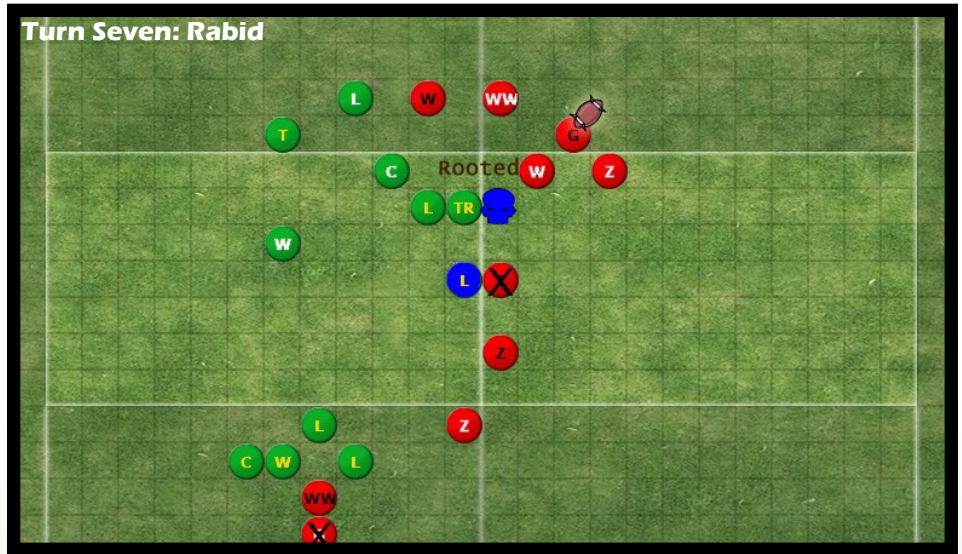 Turn Seven: Rabid
L W WW
T G
C Rooted W Z
L TR
W
L X
Z
L Z
C W L
WW
X